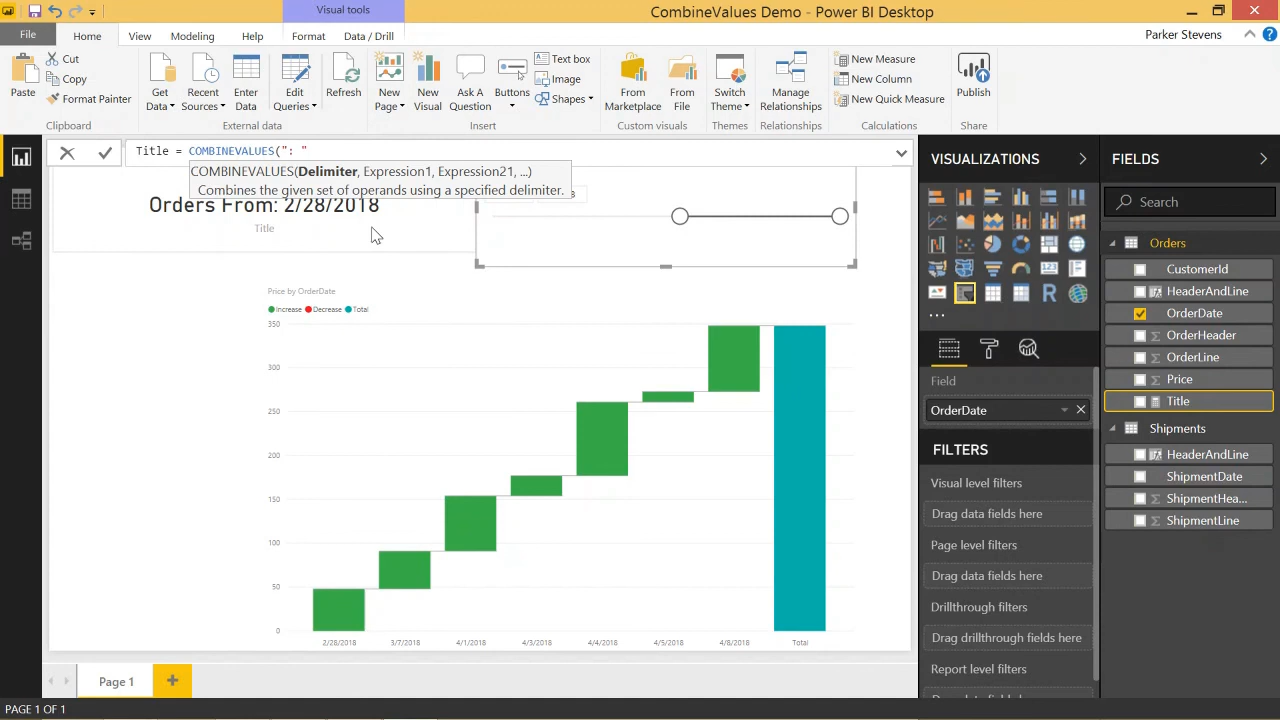 Visual tools
CombineValues Demo - Power BI Desktop
File
Home
View
Modeling
Help
Format
Data / Drill
Parker Stevens
Paste
Cut
Copy
Format Painter
Clipboard
Get
Data
Recent
Sources
Enter
Data
Edit
Queries
Refresh
External data
New
Page
New
Visual
Ask A
Question
Buttons
Text box
Image
Shapes
Insert
From
Marketplace
From
File
Custom visuals
Switch
Theme
Themes
Manage
Relationships
Relationships
New Measure
New Column
New Quick Measure
Calculations
Publish
Share
Title = COMBINEVALUES(": "
COMBINEVALUES(Delimiter, Expression1, Expression21, ...)
Combines the given set of operands using a specified delimiter.
Orders From: 2/28/2018
Title
Price by OrderDate
Increase
Decrease
Total
350
300
250
200
150
100
50
0
2/28/2018
3/7/2018
4/1/2018
4/3/2018
4/4/2018
4/5/2018
4/8/2018
Total
VISUALIZATIONS
123
R
Field
OrderDate
FILTERS
Visual level filters
Drag data fields here
Page level filters
Drag data fields here
Drillthrough filters
Drag drillthrough fields here
Report level filters
FIELDS
Search
Orders
CustomerId
HeaderAndLine
OrderDate
OrderHeader
OrderLine
Price
Title
Shipments
HeaderAndLine
ShipmentDate
ShipmentHea...
ShipmentLine
Page 1
PAGE 1 OF 1